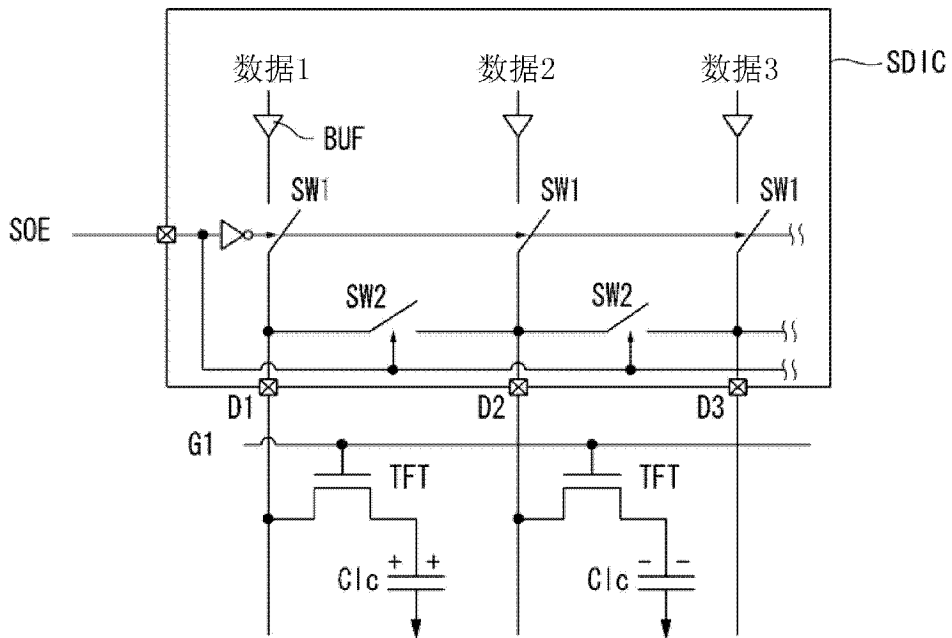 数据1
数据2
数据3
SDIC
BUF
SW1
SW1
SW1
SOE
SW2
SW2
D1
D2
D3
G1
TFT
TFT
Clc
+ +
Clc
- -